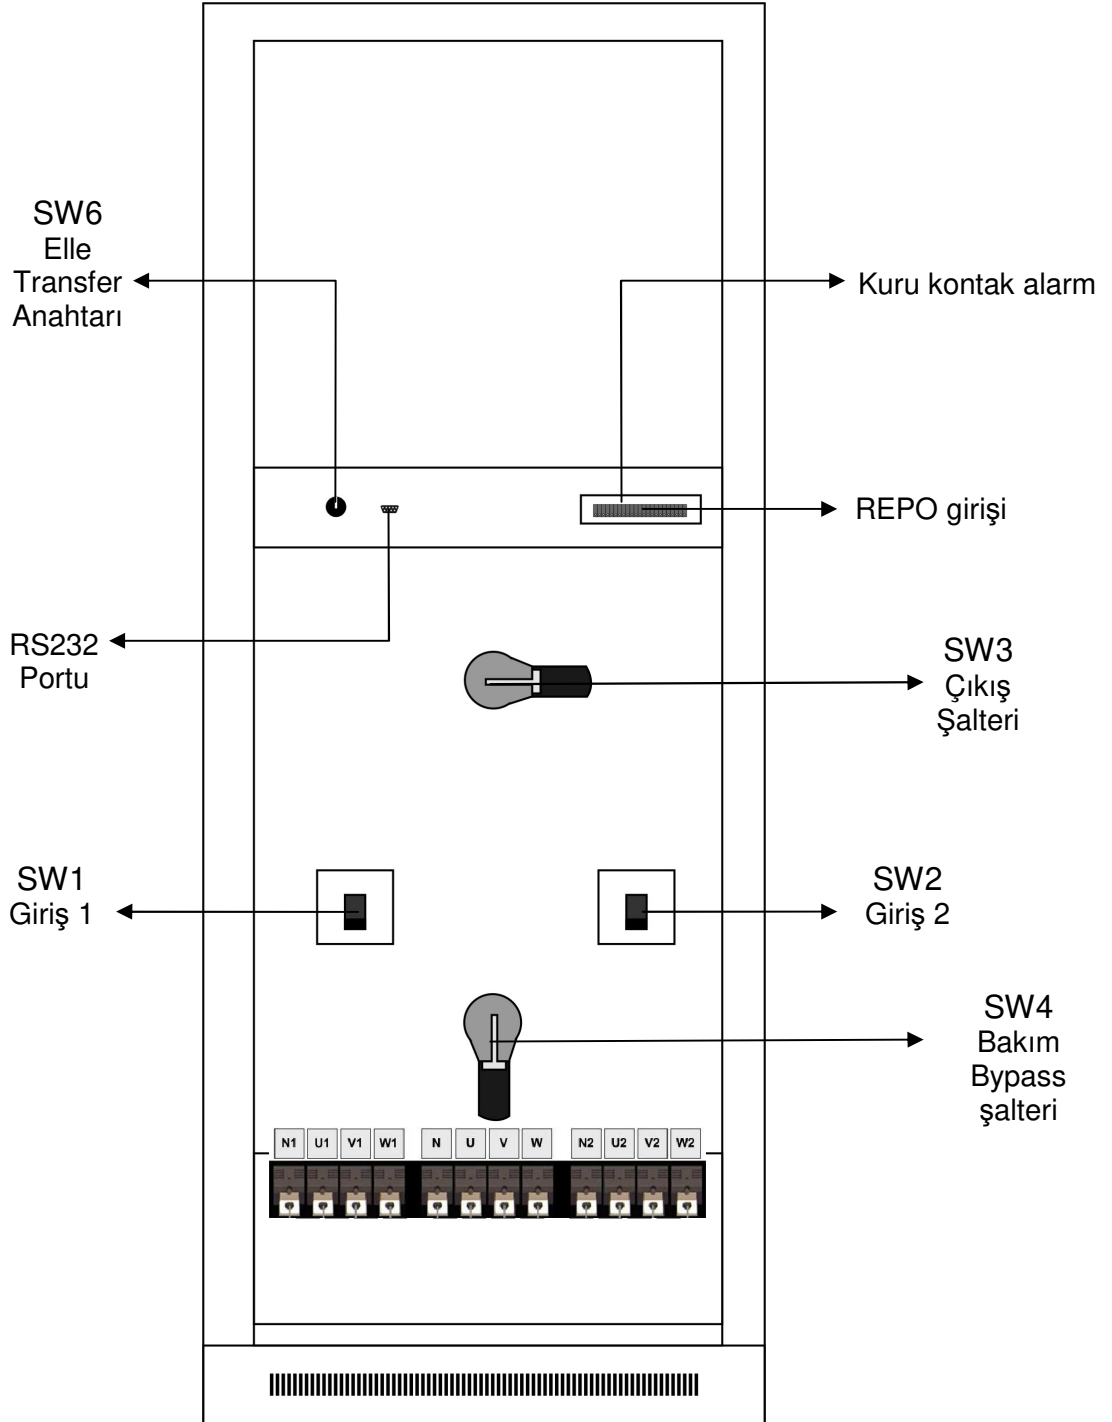 SW6
Elle
Transfer
Anahtarı
Kuru kontak alarm
REPO girişi
RS232
Portu
SW3
Çıkış
Şalteri
SW1
Giriş 1
SW2
Giriş 2
SW4
Bakım
Bypass
şalteri
N1 U1 V1 W1 N U V W N2 U2 V2 W2